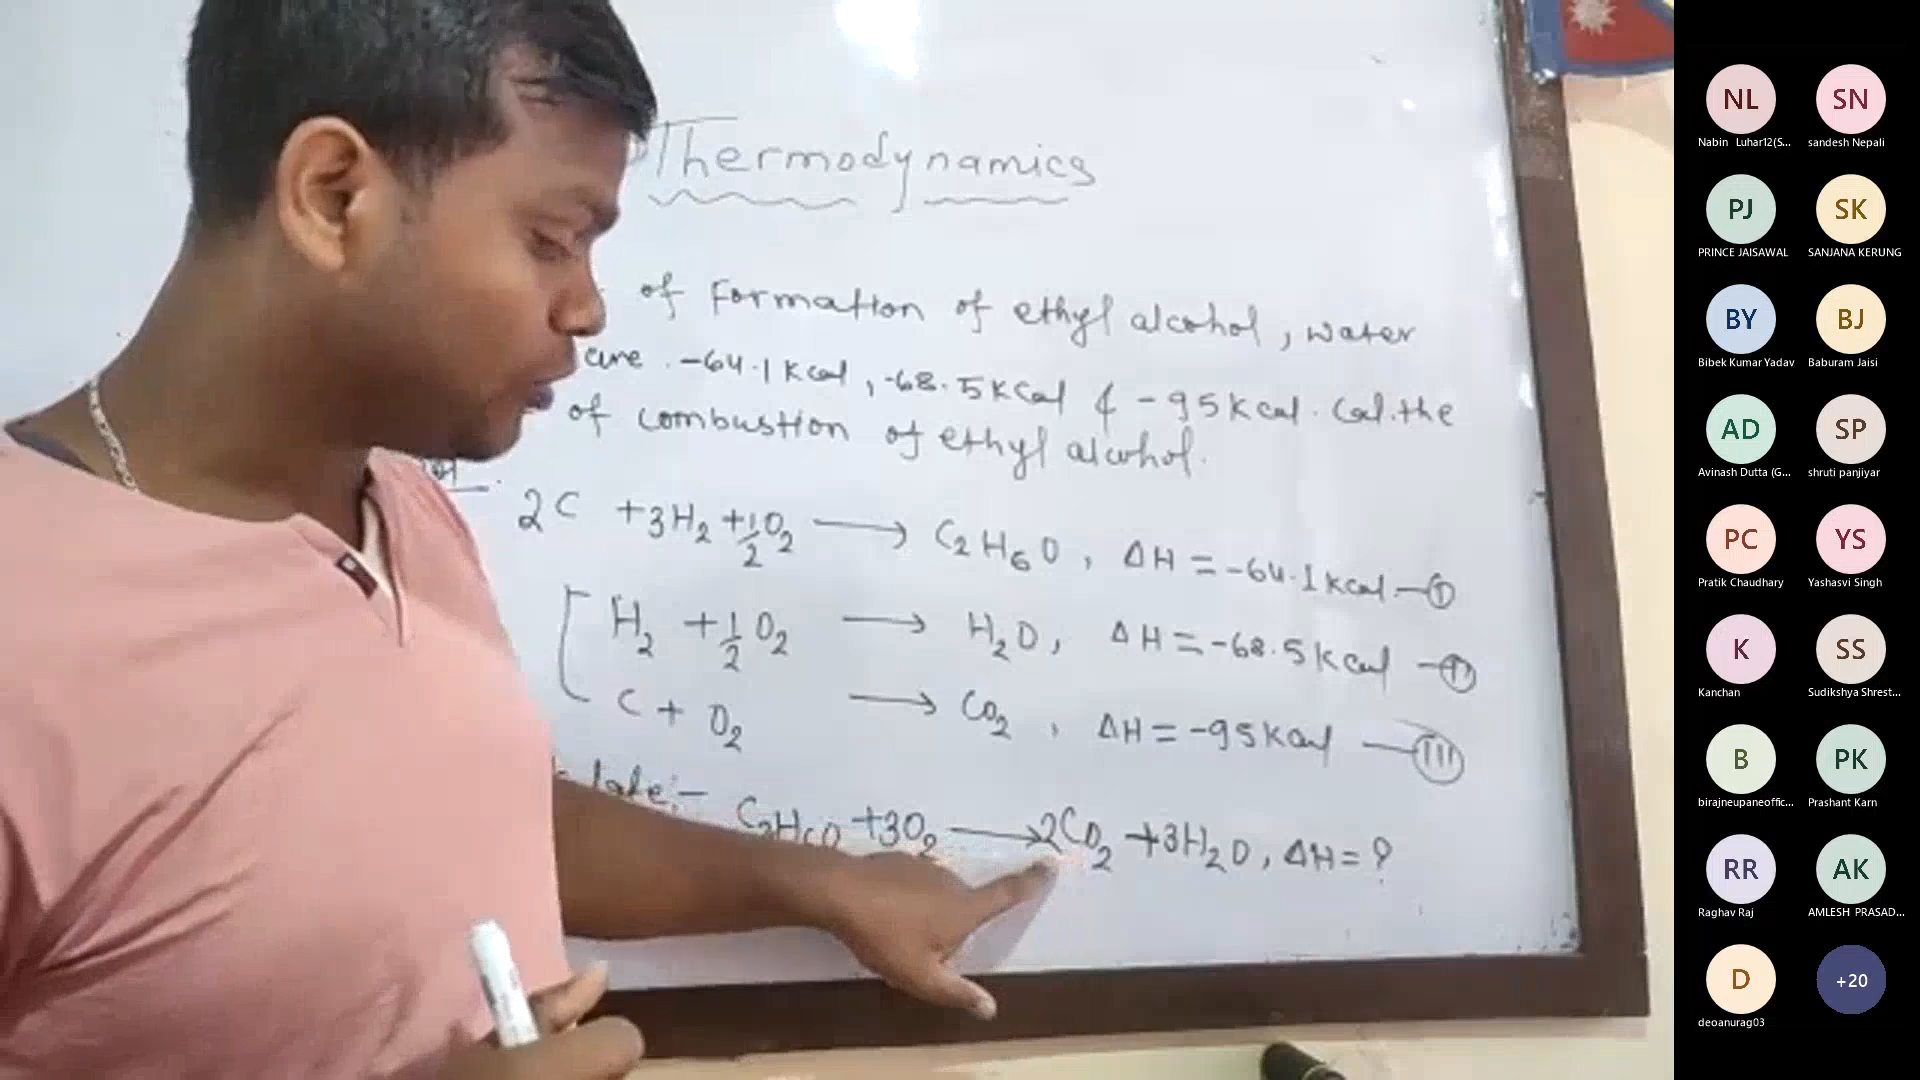 Thermodynamics
of Formation of ethyl alcohol, water
are -64.1 Kcal, -68.5 Kcal & -95 Kcal. Cal. the
of combustion of ethyl alcohol.
2C + 3H₂ + ½O₂ → C₂H₆O, ΔH = -64.1 Kcal - ①
H₂ + ½O₂ → H₂O, ΔH = -68.5 Kcal -
C + O₂ → CO₂, ΔH = -95 Kcal - (III)
C₂H₆O + 3O₂ → 2CO₂ + 3H₂O, ΔH = ?
NL SN
Nabin Luhar12(S... sandesh Nepali
PJ SK
PRINCE JAISAWAL SANJANA KERUNG
BY BJ
Bibek Kumar Yadav Baburam Jaisi
AD SP
Avinash Dutta (G... shruti panjiyar
PC YS
Pratik Chaudhary Yashasvi Singh
K SS
Kanchan Sudikshya Shrest...
B PK
birajneupaneoffic... Prashant Karn
RR AK
Raghav Raj AMLESH PRASAD...
D +20
deoanurag03